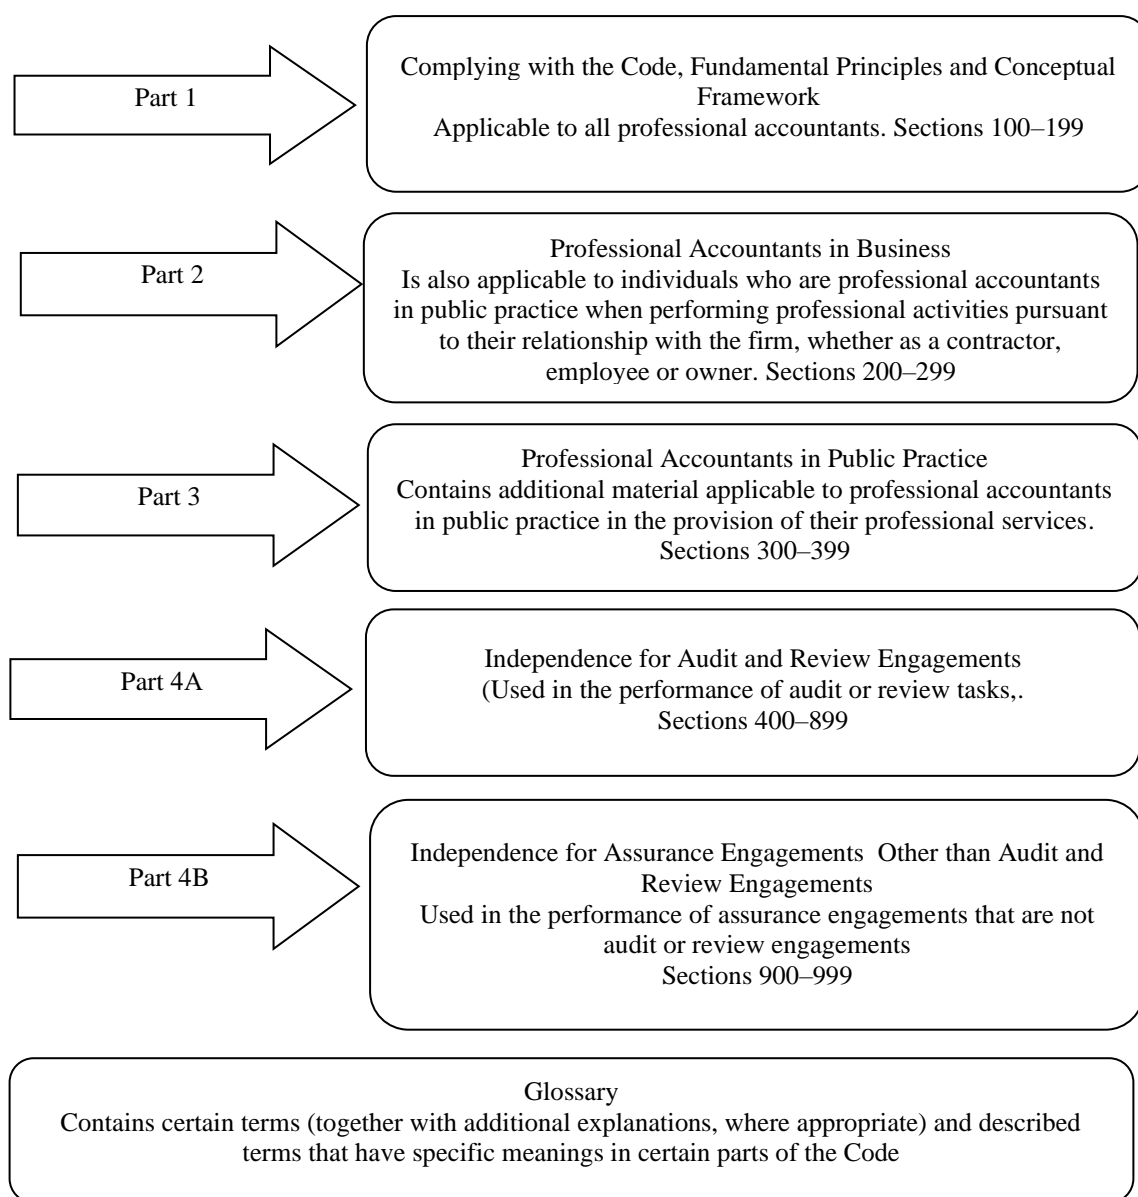 Part 1
Complying with the Code, Fundamental Principles and Conceptual
Framework
Applicable to all professional accountants. Sections 100–199
Part 2
Professional Accountants in Business
Is also applicable to individuals who are professional accountants
in public practice when performing professional activities pursuant
to their relationship with the firm, whether as a contractor,
employee or owner. Sections 200–299
Part 3
Professional Accountants in Public Practice
Contains additional material applicable to professional accountants
in public practice in the provision of their professional services.
Sections 300–399
Part 4A
Independence for Audit and Review Engagements
(Used in the performance of audit or review tasks,.
Sections 400–899
Part 4B
Independence for Assurance Engagements  Other than Audit and
Review Engagements
Used in the performance of assurance engagements that are not
audit or review engagements
Sections 900–999
Glossary
Contains certain terms (together with additional explanations, where appropriate) and described
terms that have specific meanings in certain parts of the Code